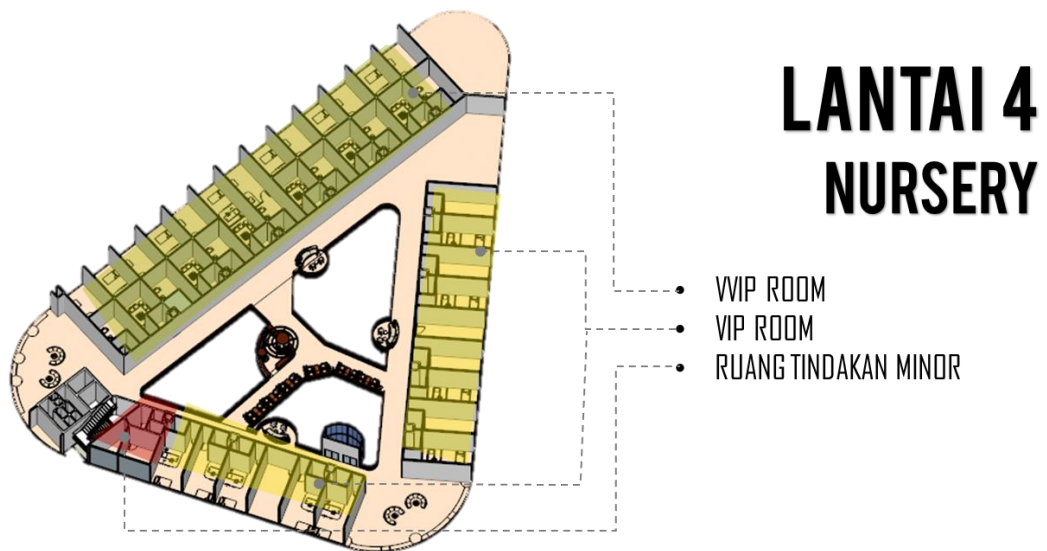 LANTAI 4
NURSERY
VVIP ROOM
VIP ROOM
RUANG TINDAKAN MINOR